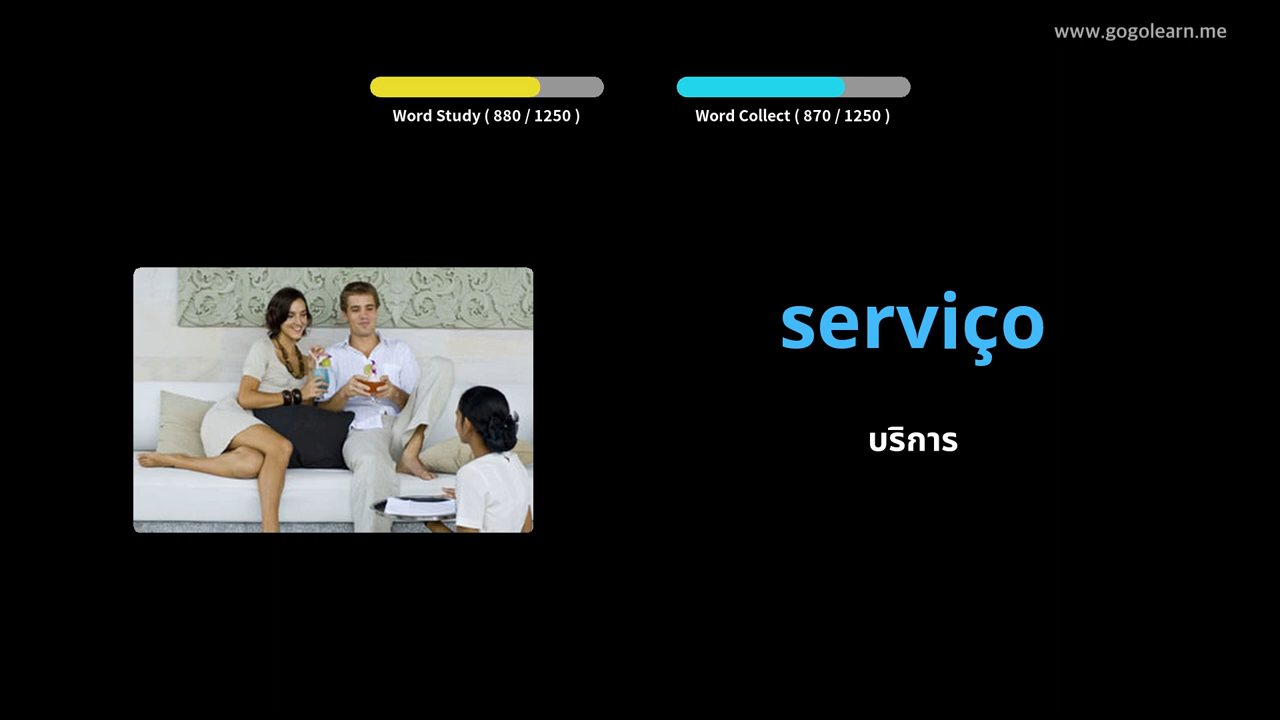 www.gogolearn.me
Word Study ( 880 / 1250 )
Word Collect ( 870 / 1250 )
serviço
บริการ